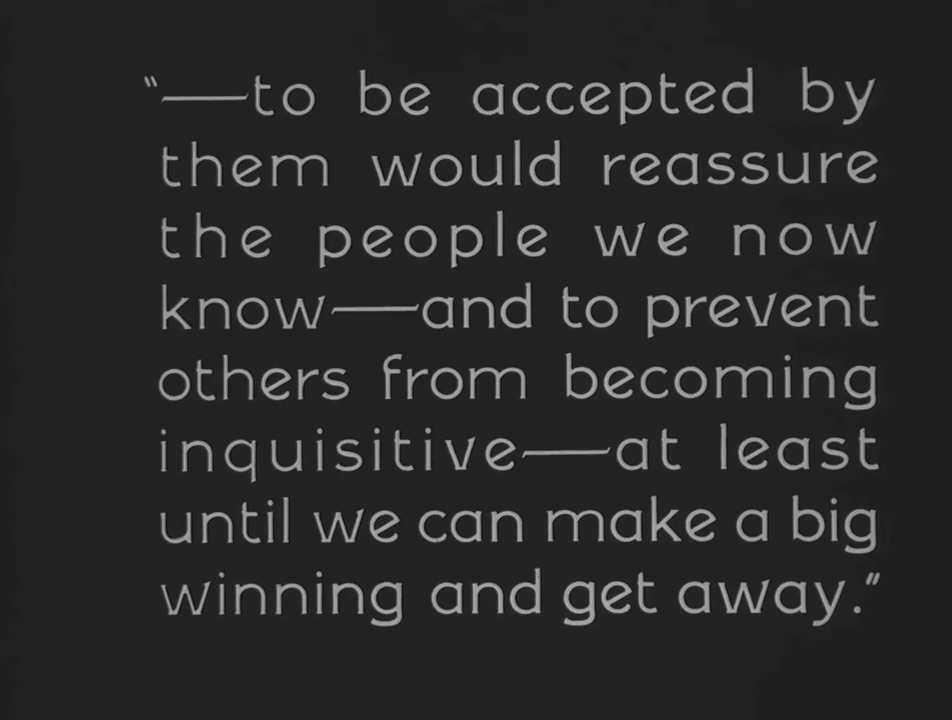 "—to be accepted by
them would reassure
the people we now
know—and to prevent
others from becoming
inquisitive—at least
until we can make a big
winning and get away."